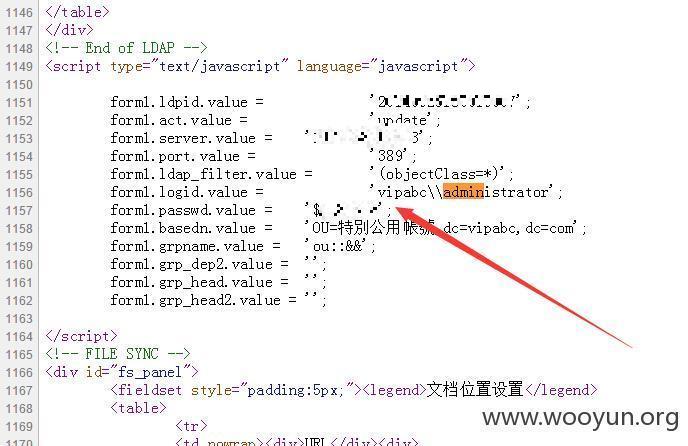 1146 </table>
1147 </div>
1148 <!-- End of LDAP -->
1149 <script type="text/javascript" language="javascript">
1150
1151 form1.ldpid.value = '
1152 form1.act.value = 'update';
1153 form1.server.value = ' 3';
1154 form1.port.value = '389';
1155 form1.ldap_filter.value = '(objectClass=*)';
1156 form1.logid.value = 'vipabc\\administrator';
1157 form1.passwd.value = '$ ';
1158 form1.basedn.value = 'OU=特別公用帳號,dc=vipabc,dc=com';
1159 form1.grpname.value = 'ou::&&';
1160 form1.grp_dep2.value = '';
1161 form1.grp_head.value = '';
1162 form1.grp_head2.value = '';
1163
1164 </script>
1165 <!-- FILE SYNC -->
1166 <div id="fs_panel">
1167 <fieldset style="padding:5px;"><legend>文档位置设置</legend>
1168 <table>
1169 <tr>
1170 <td nowrap><div>URL</div><div>
www.wooyun.org